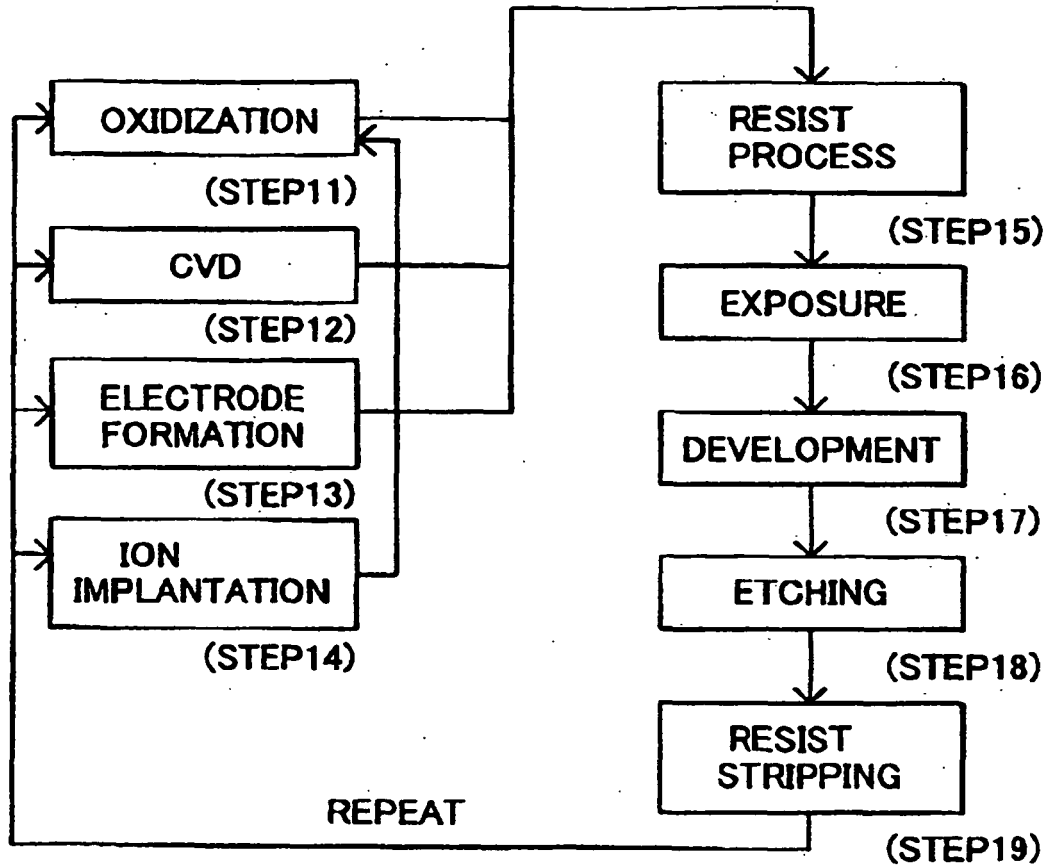 OXIDIZATION
(STEP11)
CVD
(STEP12)
ELECTRODE
FORMATION
(STEP13)
ION
IMPLANTATION
(STEP14)
RESIST
PROCESS
(STEP15)
EXPOSURE
(STEP16)
DEVELOPMENT
(STEP17)
ETCHING
(STEP18)
RESIST
STRIPPING
(STEP19)
REPEAT